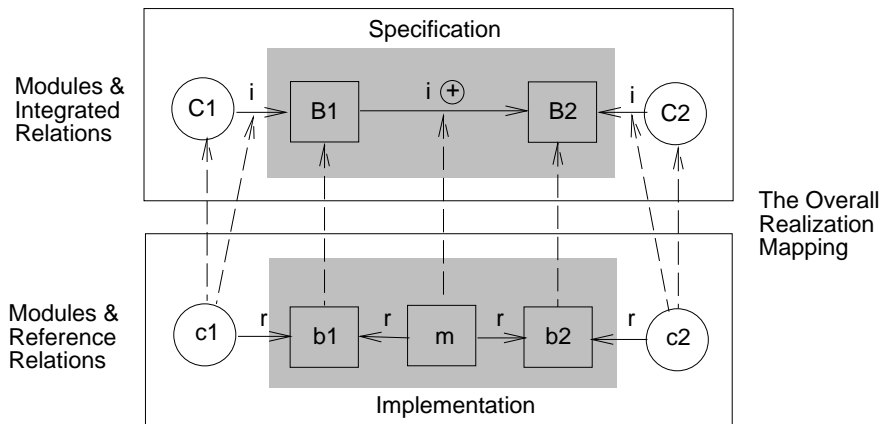 Specification
Modules &
Integrated
Relations
C1
i
B1
i +
B2
i
C2
The Overall
Realization
Mapping
Modules &
Reference
Relations
c1
r
b1
r
m
r
b2
r
c2
Implementation